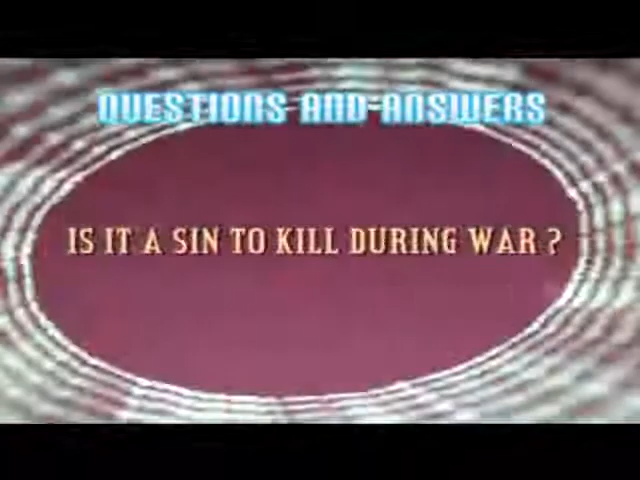 QUESTIONS AND ANSWERS
IS IT A SIN TO KILL DURING WAR ?